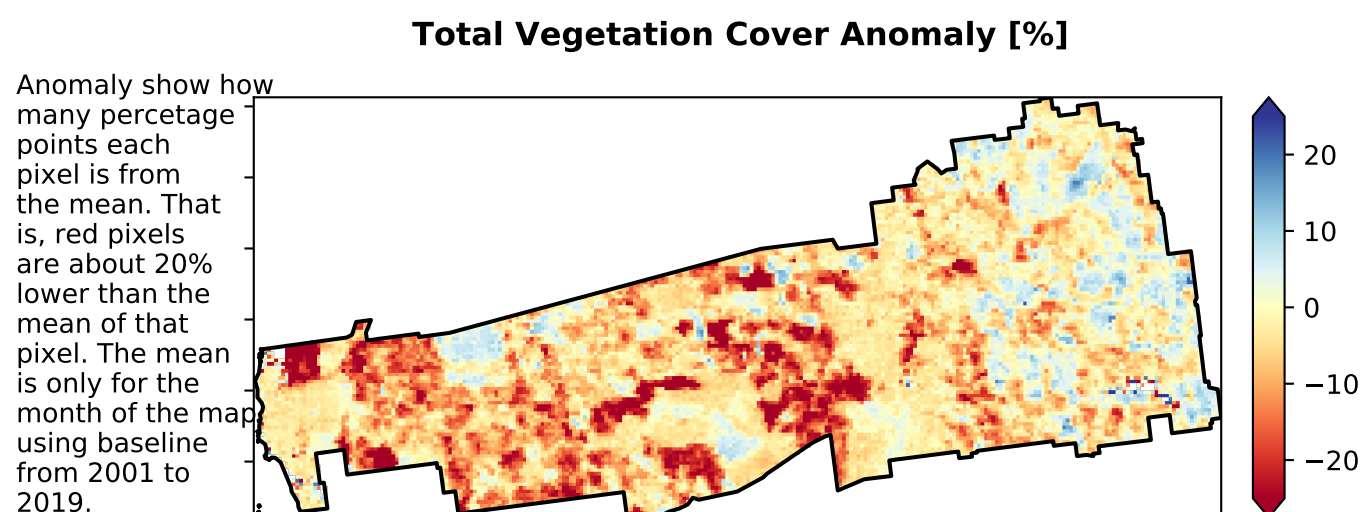 Total Vegetation Cover Anomaly [%]
Anomaly show how
many percetage
points each
pixel is from
the mean. That
is, red pixels
are about 20%
lower than the
mean of that
pixel. The mean
is only for the
month of the map
using baseline
from 2001 to
2019.
20
10
0
−10
−20